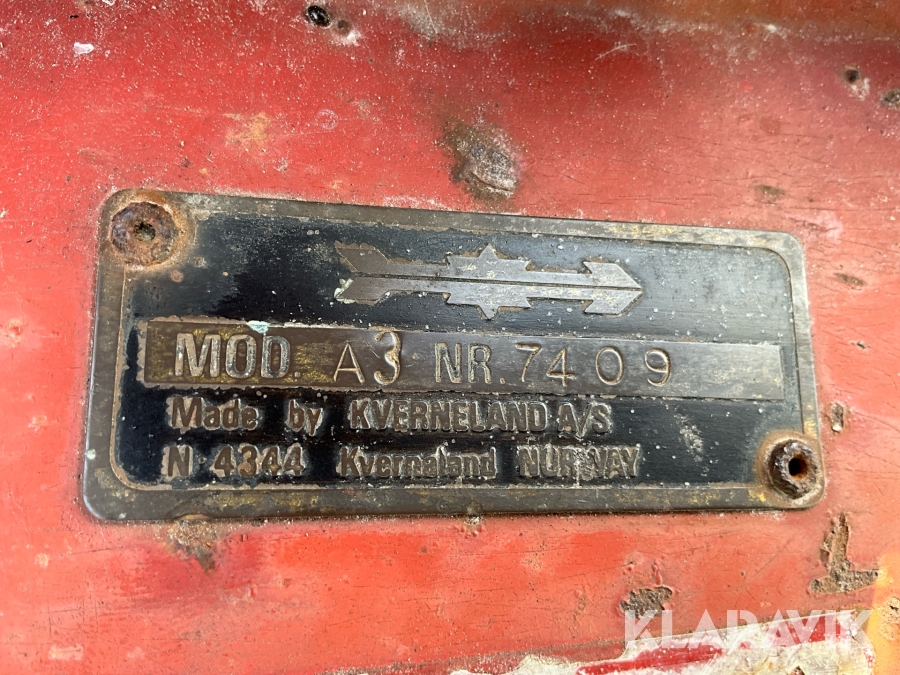 MOD. A3 NR. 7409
Made by KVERNELAND A/S
N 4344 Kvernaland NORWAY
KLARAVIK